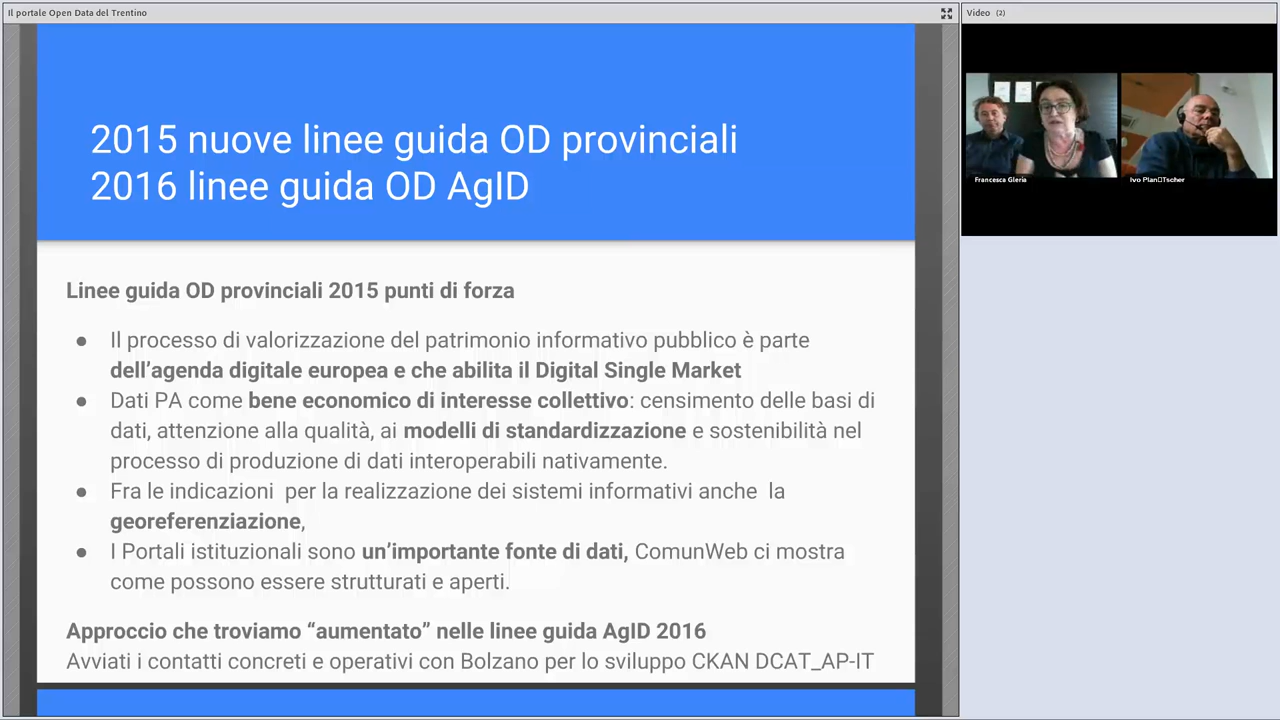 Il portale Open Data del Trentino
Video (2)
2015 nuove linee guida OD provinciali
2016 linee guida OD AgID
Linee guida OD provinciali 2015 punti di forza
● Il processo di valorizzazione del patrimonio informativo pubblico è parte
dell’agenda digitale europea e che abilita il Digital Single Market
● Dati PA come bene economico di interesse collettivo: censimento delle basi di
dati, attenzione alla qualità, ai modelli di standardizzazione e sostenibilità nel
processo di produzione di dati interoperabili nativamente.
● Fra le indicazioni per la realizzazione dei sistemi informativi anche la
georeferenziazione,
● I Portali istituzionali sono un’importante fonte di dati, ComunWeb ci mostra
come possono essere strutturati e aperti.
Approccio che troviamo “aumentato” nelle linee guida AgID 2016
Avviati i contatti concreti e operativi con Bolzano per lo sviluppo CKAN DCAT_AP-IT
Francesca Gleria
Ivo Plan□Tscher